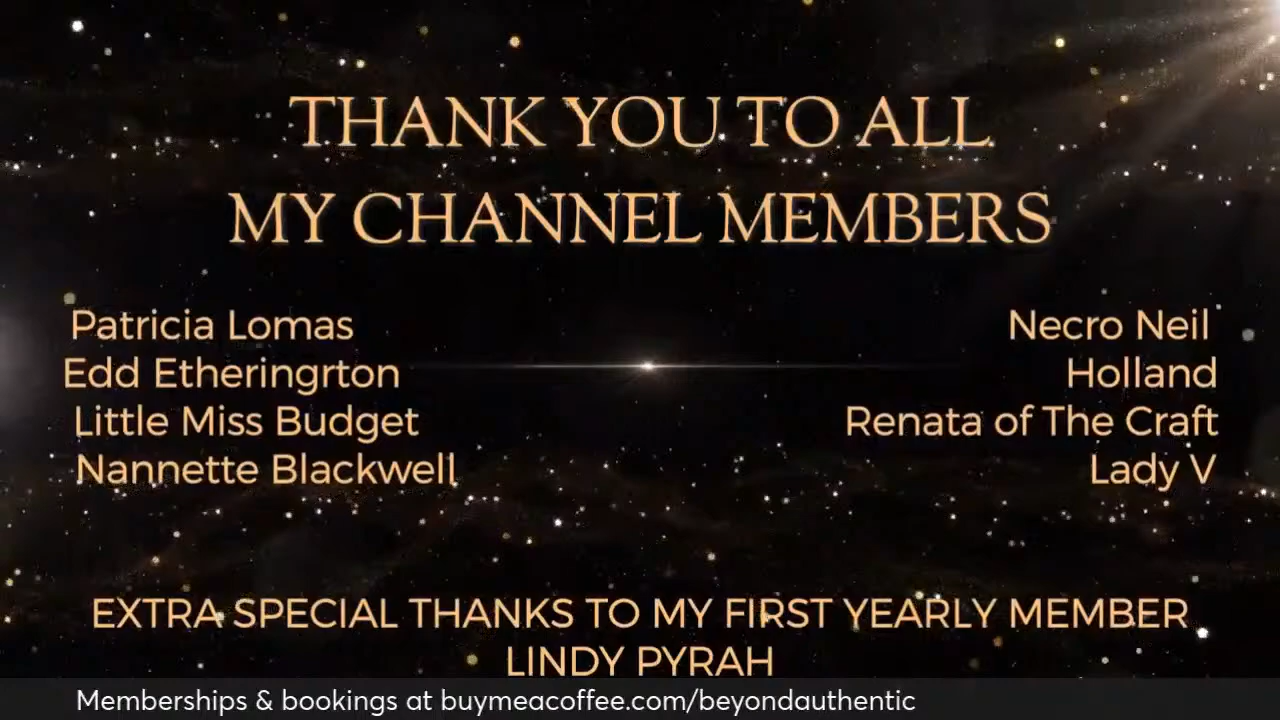 THANK YOU TO ALL
MY CHANNEL MEMBERS
Patricia Lomas
Edd Etheringrton
Little Miss Budget
Nannette Blackwell
Necro Neil
Holland
Renata of The Craft
Lady V
EXTRA SPECIAL THANKS TO MY FIRST YEARLY MEMBER
LINDY PYRAH
Memberships & bookings at buymeacoffee.com/beyondauthentic